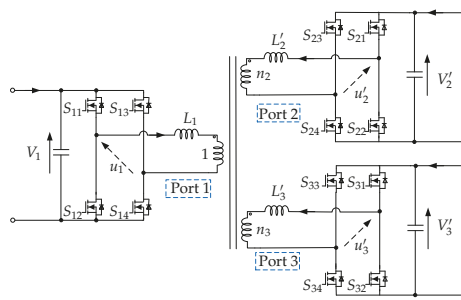 S₂₃ S₂₁
L′₂
n₂
u′₂
V′₂
Port 2
S₂₄ S₂₂
S₁₁ S₁₃
L₁
V₁
u₁
1
Port 1
S₁₂ S₁₄
S₃₃ S₃₁
L′₃
n₃
u′₃
V′₃
Port 3
S₃₄ S₃₂